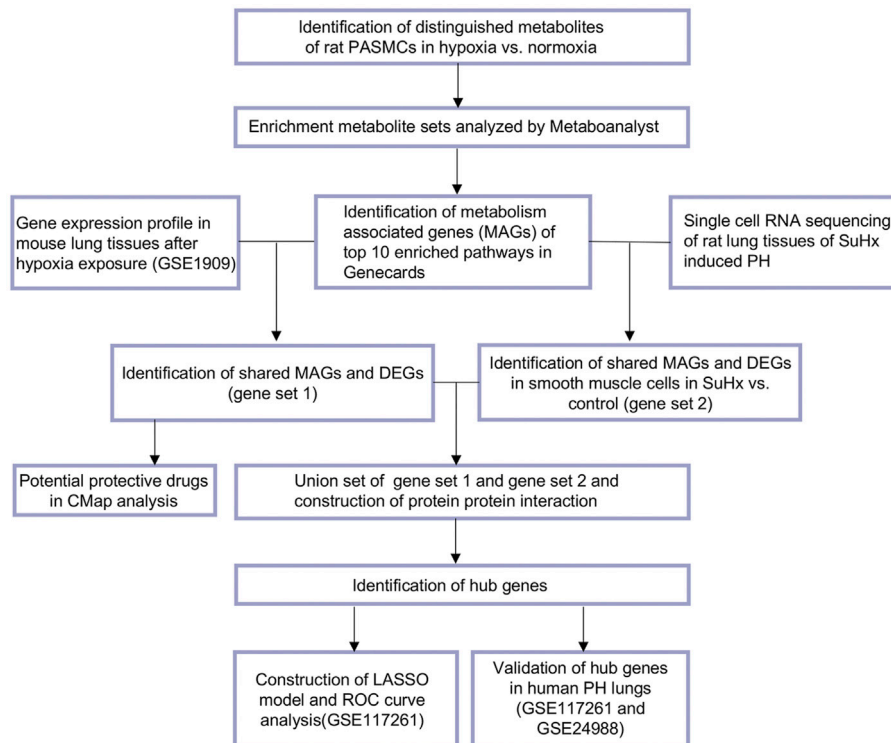 Identification of distinguished metabolites
of rat PASMCs in hypoxia vs. normoxia
Enrichment metabolite sets analyzed by Metaboanalyst
Gene expression profile in
mouse lung tissues after
hypoxia exposure (GSE1909)
Identification of metabolism
associated genes (MAGs) of
top 10 enriched pathways in
Genecards
Single cell RNA sequencing
of rat lung tissues of SuHx
induced PH
Identification of shared MAGs and DEGs
(gene set 1)
Identification of shared MAGs and DEGs
in smooth muscle cells in SuHx vs.
control (gene set 2)
Potential protective drugs
in CMap analysis
Union set of gene set 1 and gene set 2 and
construction of protein protein interaction
Identification of hub genes
Construction of LASSO
model and ROC curve
analysis(GSE117261)
Validation of hub genes
in human PH lungs
(GSE117261 and
GSE24988)